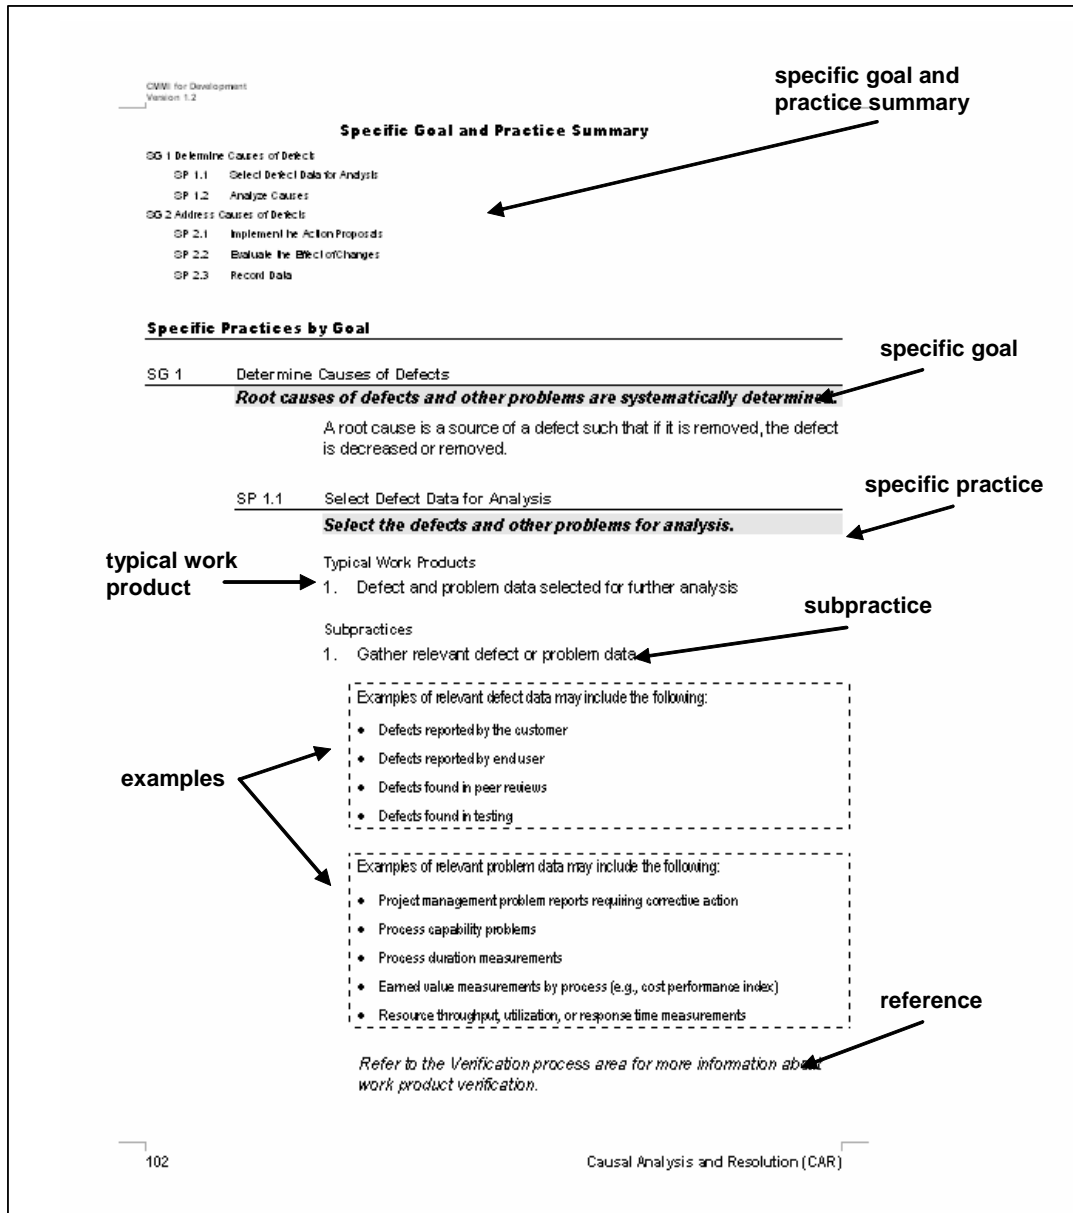 CMMI for Development
Version 1.2
specific goal and
practice summary
Specific Goal and Practice Summary
SG 1 Determine Causes of Defects
SP 1.1 Select Defect Data for Analysis
SP 1.2 Analyze Causes
SG 2 Address Causes of Defects
SP 2.1 Implement the Action Proposals
SP 2.2 Evaluate the Effect of Changes
SP 2.3 Record Data
Specific Practices by Goal
specific goal
SG 1 Determine Causes of Defects
Root causes of defects and other problems are systematically determined.
A root cause is a source of a defect such that if it is removed, the defect
is decreased or removed.
specific practice
SP 1.1 Select Defect Data for Analysis
Select the defects and other problems for analysis.
typical work
product
Typical Work Products
1. Defect and problem data selected for further analysis
subpractice
Subpractices
1. Gather relevant defect or problem data
examples
Examples of relevant defect data may include the following:
• Defects reported by the customer
• Defects reported by end user
• Defects found in peer reviews
• Defects found in testing
Examples of relevant problem data may include the following:
• Project management problem reports requiring corrective action
• Process capability problems
• Process duration measurements
• Earned value measurements by process (e.g., cost performance index)
• Resource throughput, utilization, or response time measurements
reference
Refer to the Verification process area for more information about
work product verification.
102 Causal Analysis and Resolution (CAR)